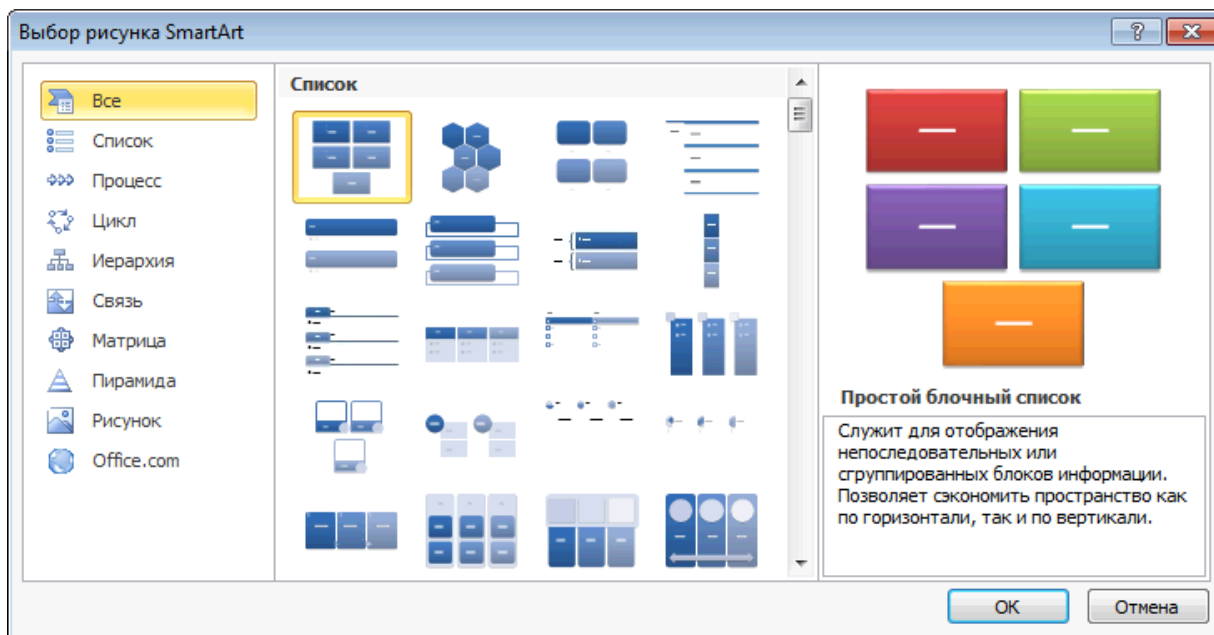 Выбор рисунка SmartArt
Все
Список
Процесс
Цикл
Иерархия
Связь
Матрица
Пирамида
Рисунок
Office.com
Список
Простой блочный список
Служит для отображения
непоследовательных или
сгруппированных блоков информации.
Позволяет сэкономить пространство как
по горизонтали, так и по вертикали.
ОК
Отмена